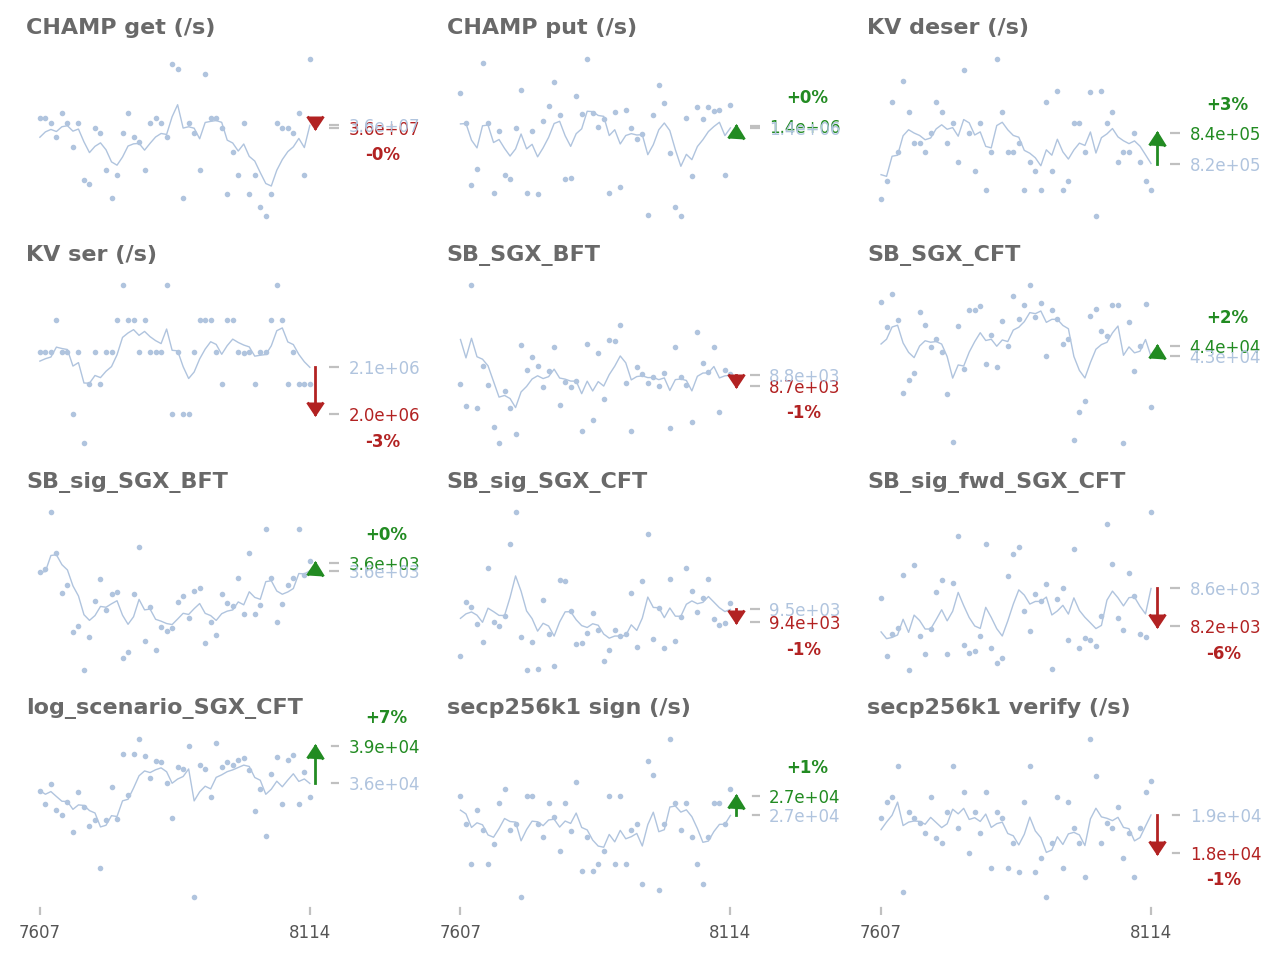 CHAMP get (/s)
3.6e+07
3.6e+07
-0%
CHAMP put (/s)
+0%
1.4e+06
KV deser (/s)
+3%
8.4e+05
8.2e+05
KV ser (/s)
2.1e+06
2.0e+06
-3%
SB_SGX_BFT
8.8e+03
8.7e+03
-1%
SB_SGX_CFT
+2%
4.4e+04
4.3e+04
SB_sig_SGX_BFT
+0%
3.6e+03
3.6e+03
SB_sig_SGX_CFT
9.5e+03
9.4e+03
-1%
SB_sig_fwd_SGX_CFT
8.6e+03
8.2e+03
-6%
log_scenario_SGX_CFT
+7%
3.9e+04
3.6e+04
7607
8114
secp256k1 sign (/s)
+1%
2.7e+04
2.7e+04
7607
8114
secp256k1 verify (/s)
1.9e+04
1.8e+04
-1%
7607
8114